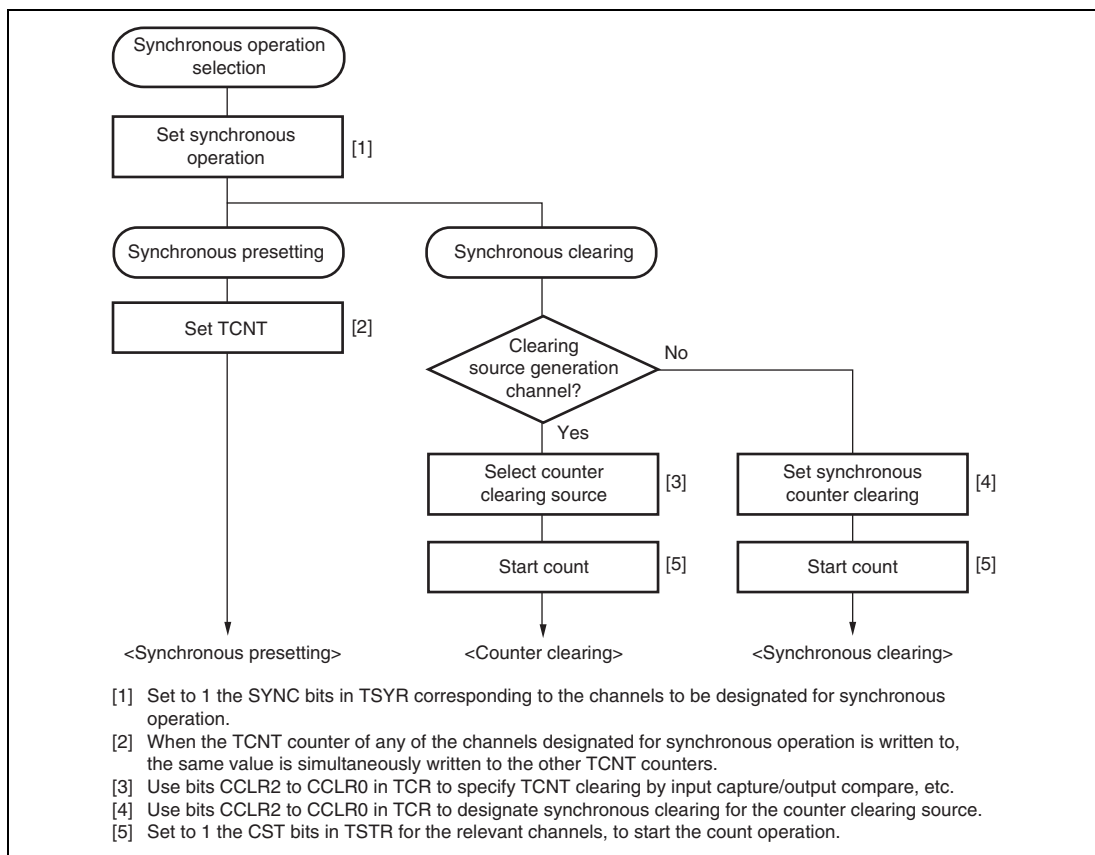 Synchronous operation
selection
Set synchronous
operation
[1]
Synchronous presetting
Synchronous clearing
Set TCNT
[2]
Clearing
source generation
channel?
No
Yes
Select counter
clearing source
[3]
Set synchronous
counter clearing
[4]
Start count
[5]
Start count
[5]
<Synchronous presetting>
<Counter clearing>
<Synchronous clearing>
[1] Set to 1 the SYNC bits in TSYR corresponding to the channels to be designated for synchronous
operation.
[2] When the TCNT counter of any of the channels designated for synchronous operation is written to,
the same value is simultaneously written to the other TCNT counters.
[3] Use bits CCLR2 to CCLR0 in TCR to specify TCNT clearing by input capture/output compare, etc.
[4] Use bits CCLR2 to CCLR0 in TCR to designate synchronous clearing for the counter clearing source.
[5] Set to 1 the CST bits in TSTR for the relevant channels, to start the count operation.